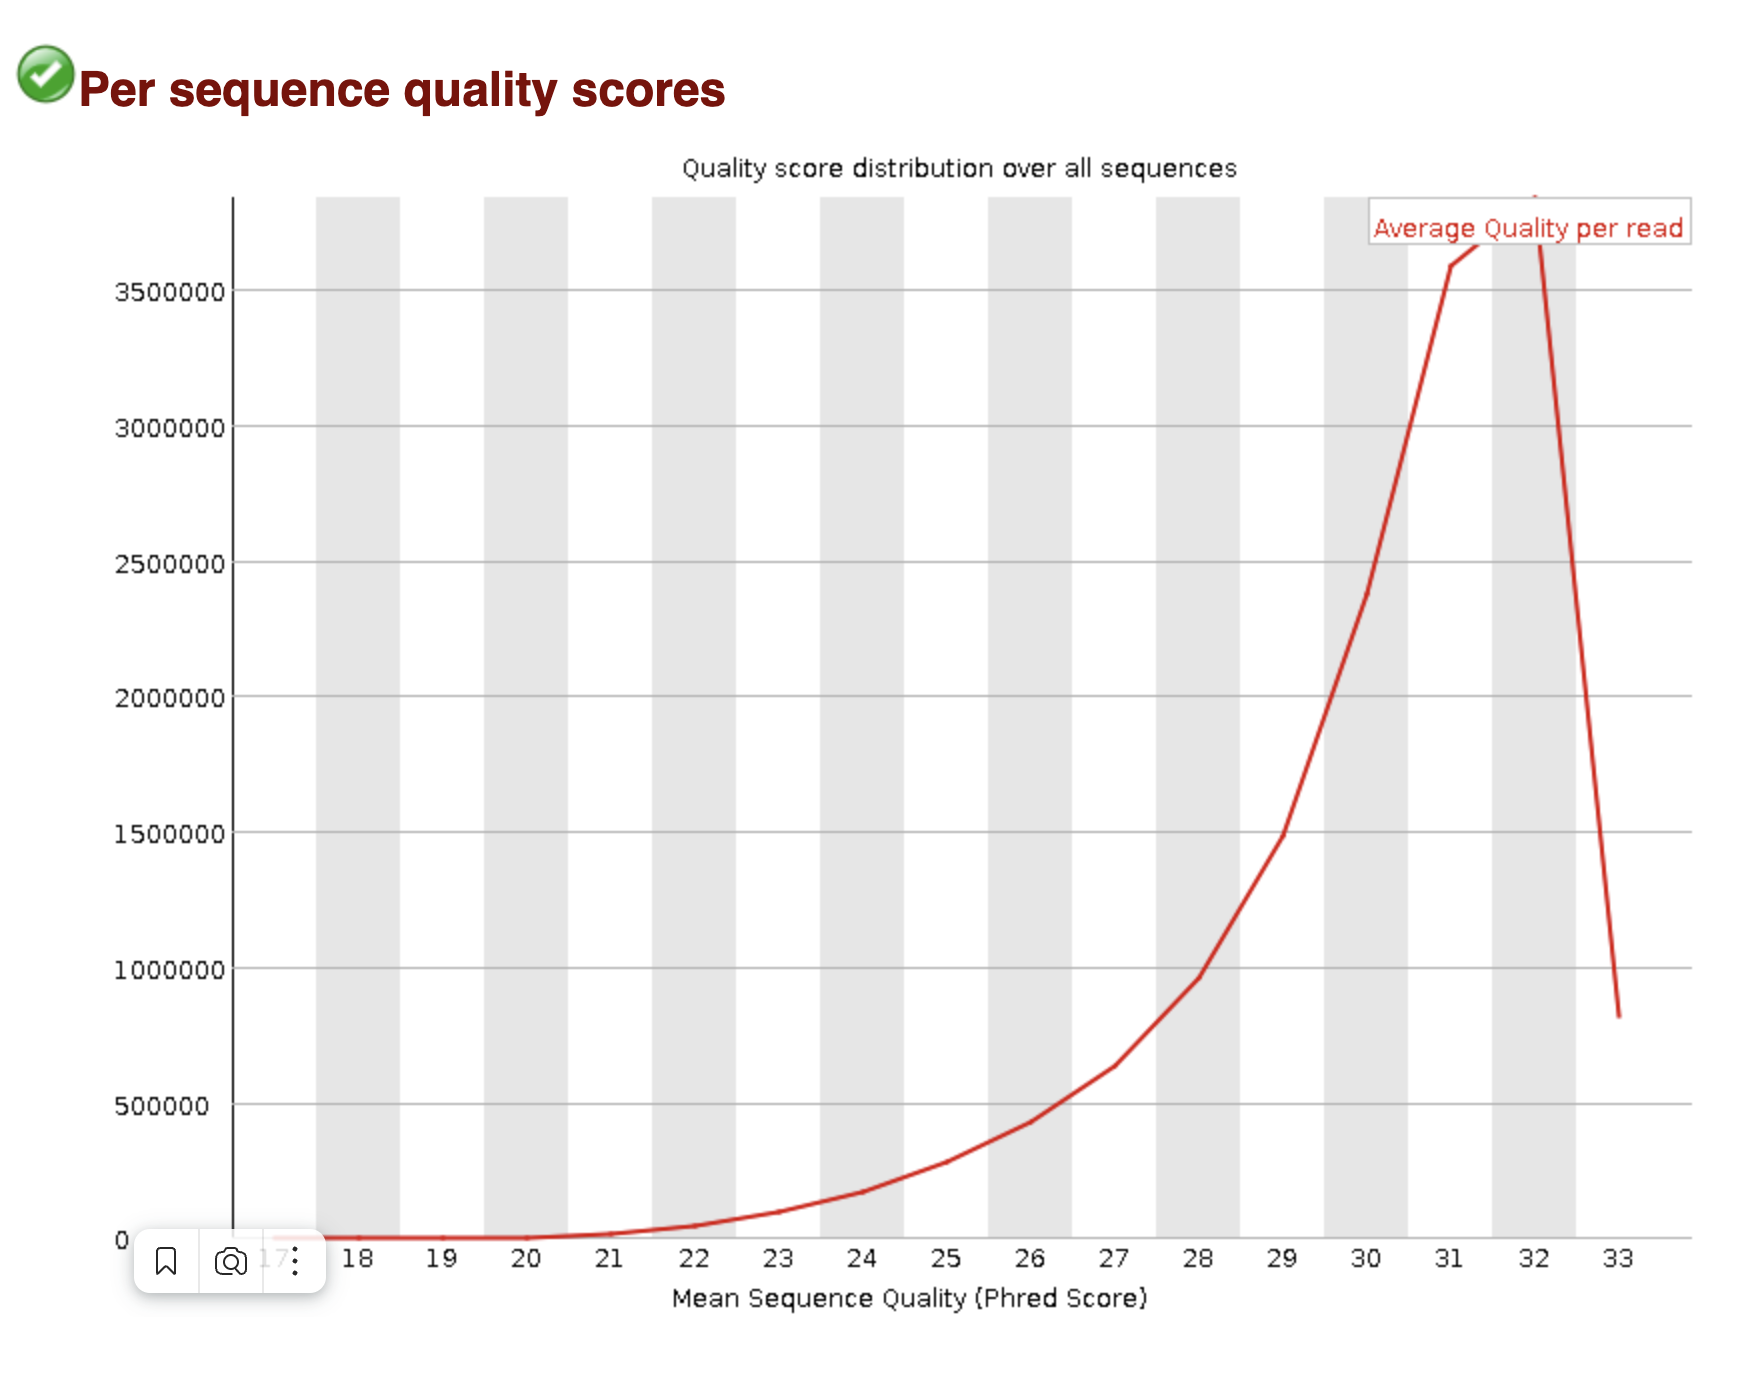 Per sequence quality scores
Quality score distribution over all sequences
Average Quality per read
3500000
3000000
2500000
2000000
1500000
1000000
500000
0
17 18 19 20 21 22 23 24 25 26 27 28 29 30 31 32 33
Mean Sequence Quality (Phred Score)